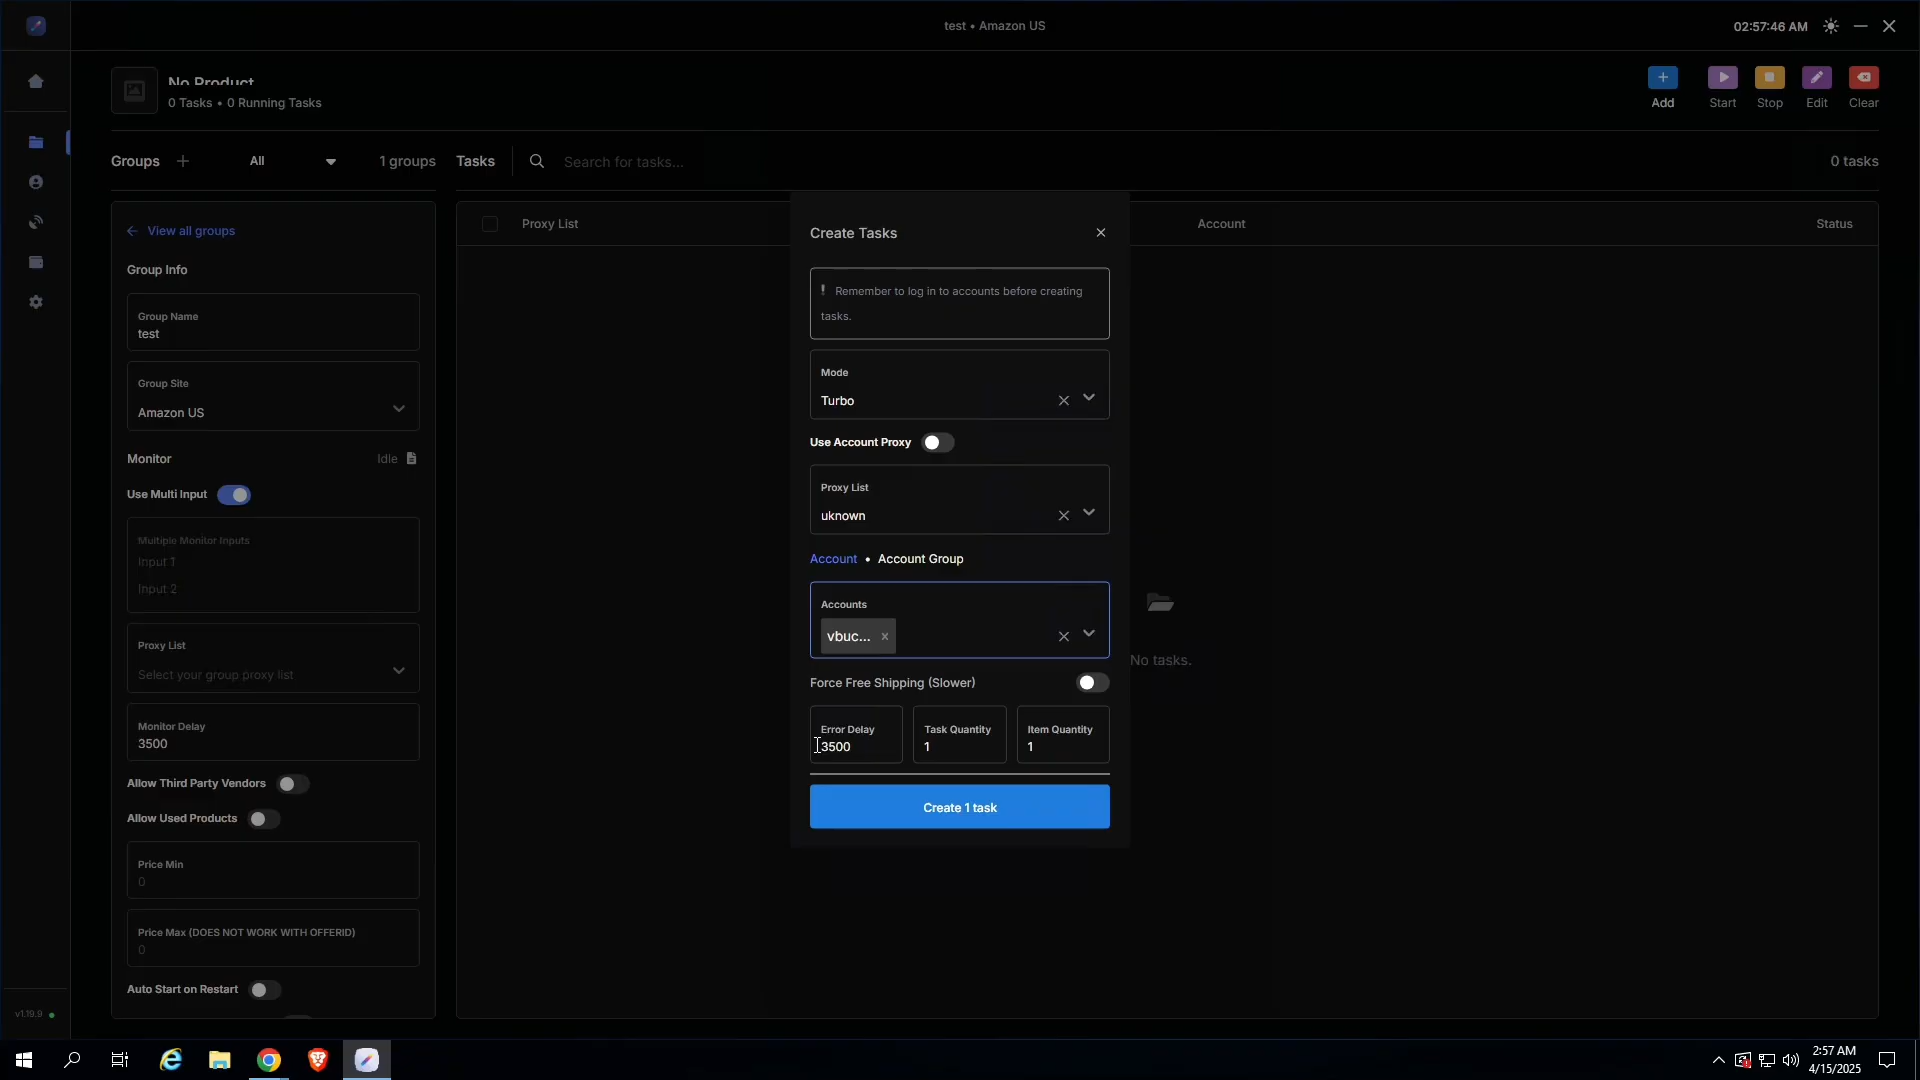 test • Amazon US
02:57:46 AM
No Product
0 Tasks • 0 Running Tasks
Add
Start
Stop
Edit
Clear
Groups
All
1 groups
Tasks
Search for tasks...
0 tasks
View all groups
Group Info
Group Name
test
Group Site
Amazon US
Monitor
Idle
Use Multi Input
Multiple Monitor Inputs
Input 1
Input 2
Proxy List
Select your group proxy list
Monitor Delay
3500
Allow Third Party Vendors
Allow Used Products
Price Min
0
Price Max (DOES NOT WORK WITH OFFERID)
0
Auto Start on Restart
Proxy List
Account
Status
No tasks.
Create Tasks
! Remember to log in to accounts before creating
tasks.
Mode
Turbo
Use Account Proxy
Proxy List
uknown
Account • Account Group
Accounts
vbuc...
Force Free Shipping (Slower)
Error Delay
3500
Task Quantity
1
Item Quantity
1
Create 1 task
v1.19.9
2:57 AM
4/15/2025